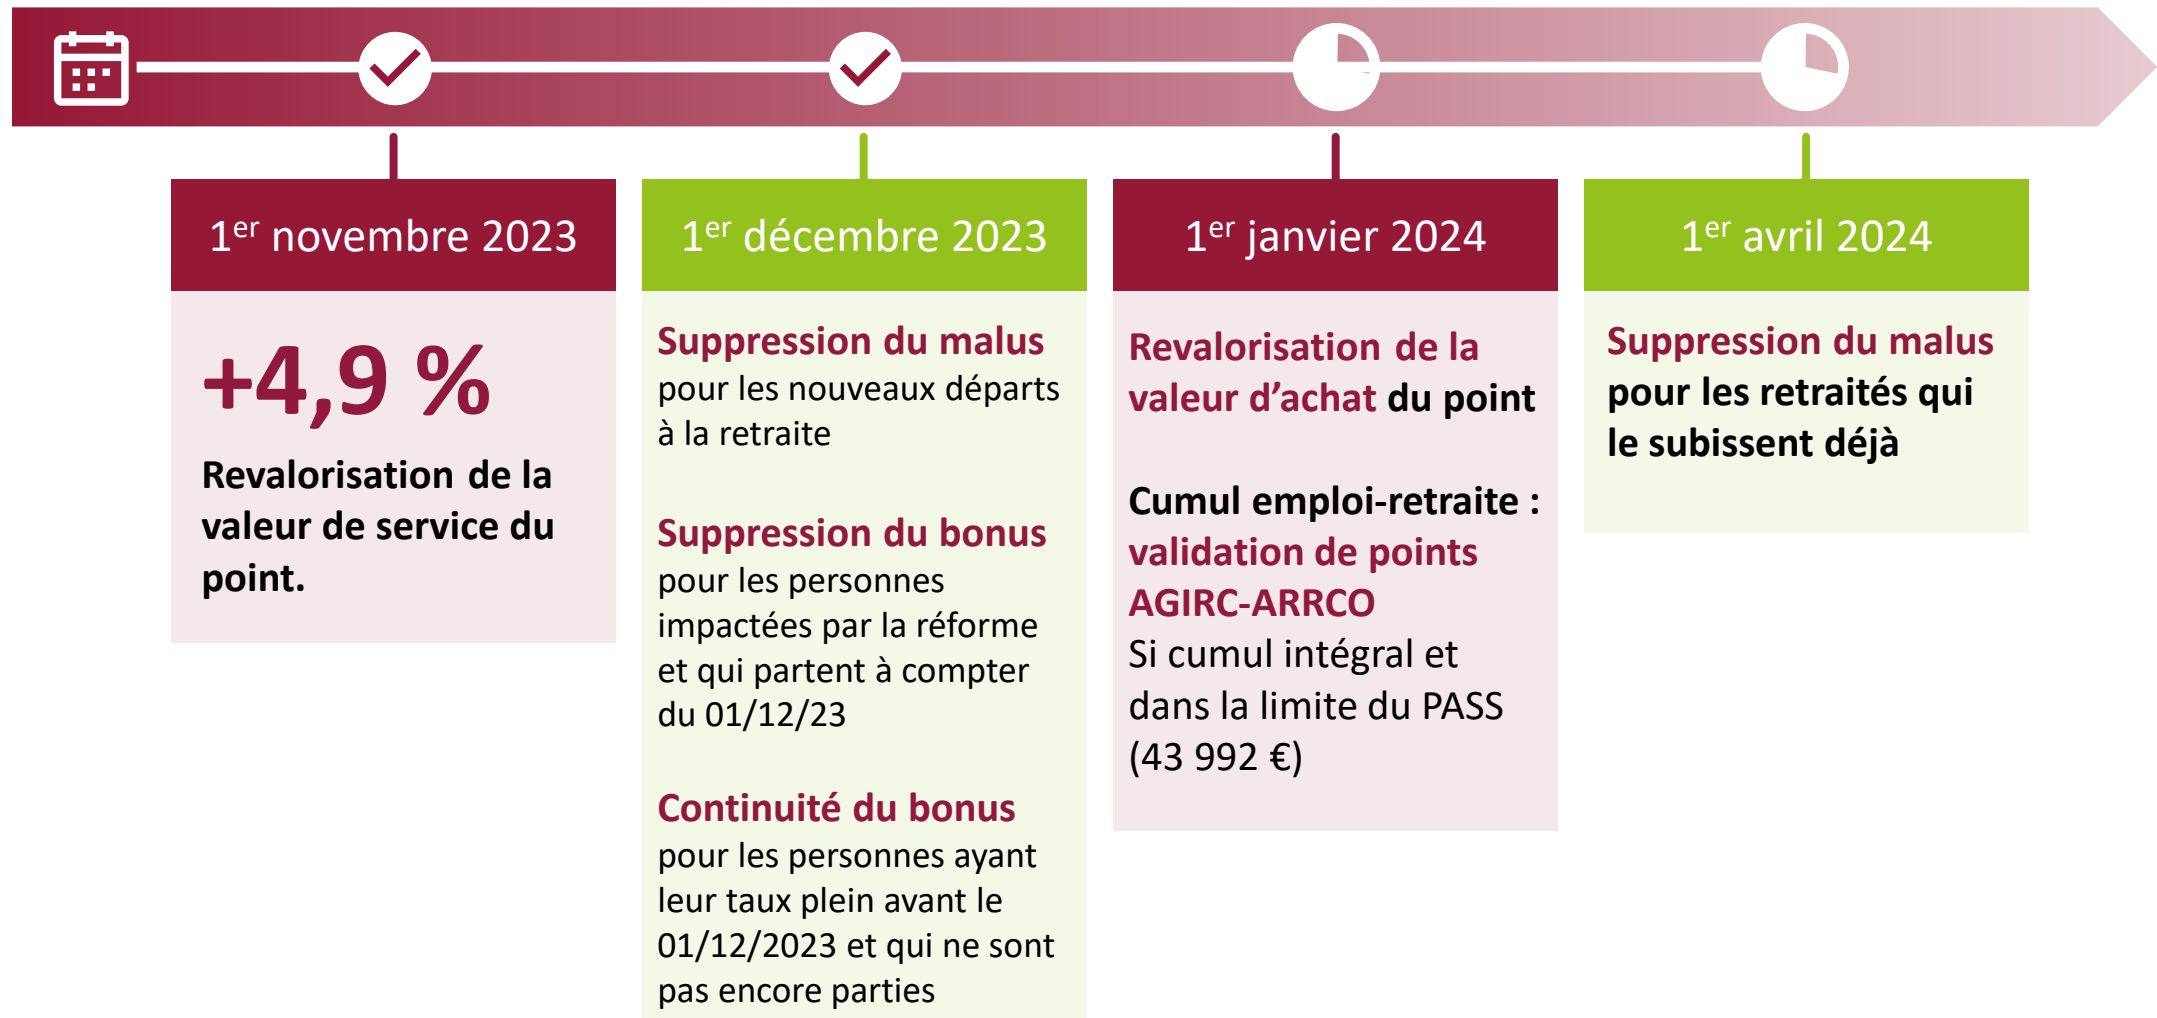 1er novembre 2023
+4,9 %
Revalorisation de la
valeur de service du
point.
1er décembre 2023
Suppression du malus
pour les nouveaux départs
à la retraite
Suppression du bonus
pour les personnes
impactées par la réforme
et qui partent à compter
du 01/12/23
Continuité du bonus
pour les personnes ayant
leur taux plein avant le
01/12/2023 et qui ne sont
pas encore parties
1er janvier 2024
Revalorisation de la
valeur d’achat du point
Cumul emploi-retraite :
validation de points
AGIRC-ARRCO
Si cumul intégral et
dans la limite du PASS
(43 992 €)
1er avril 2024
Suppression du malus
pour les retraités qui
le subissent déjà